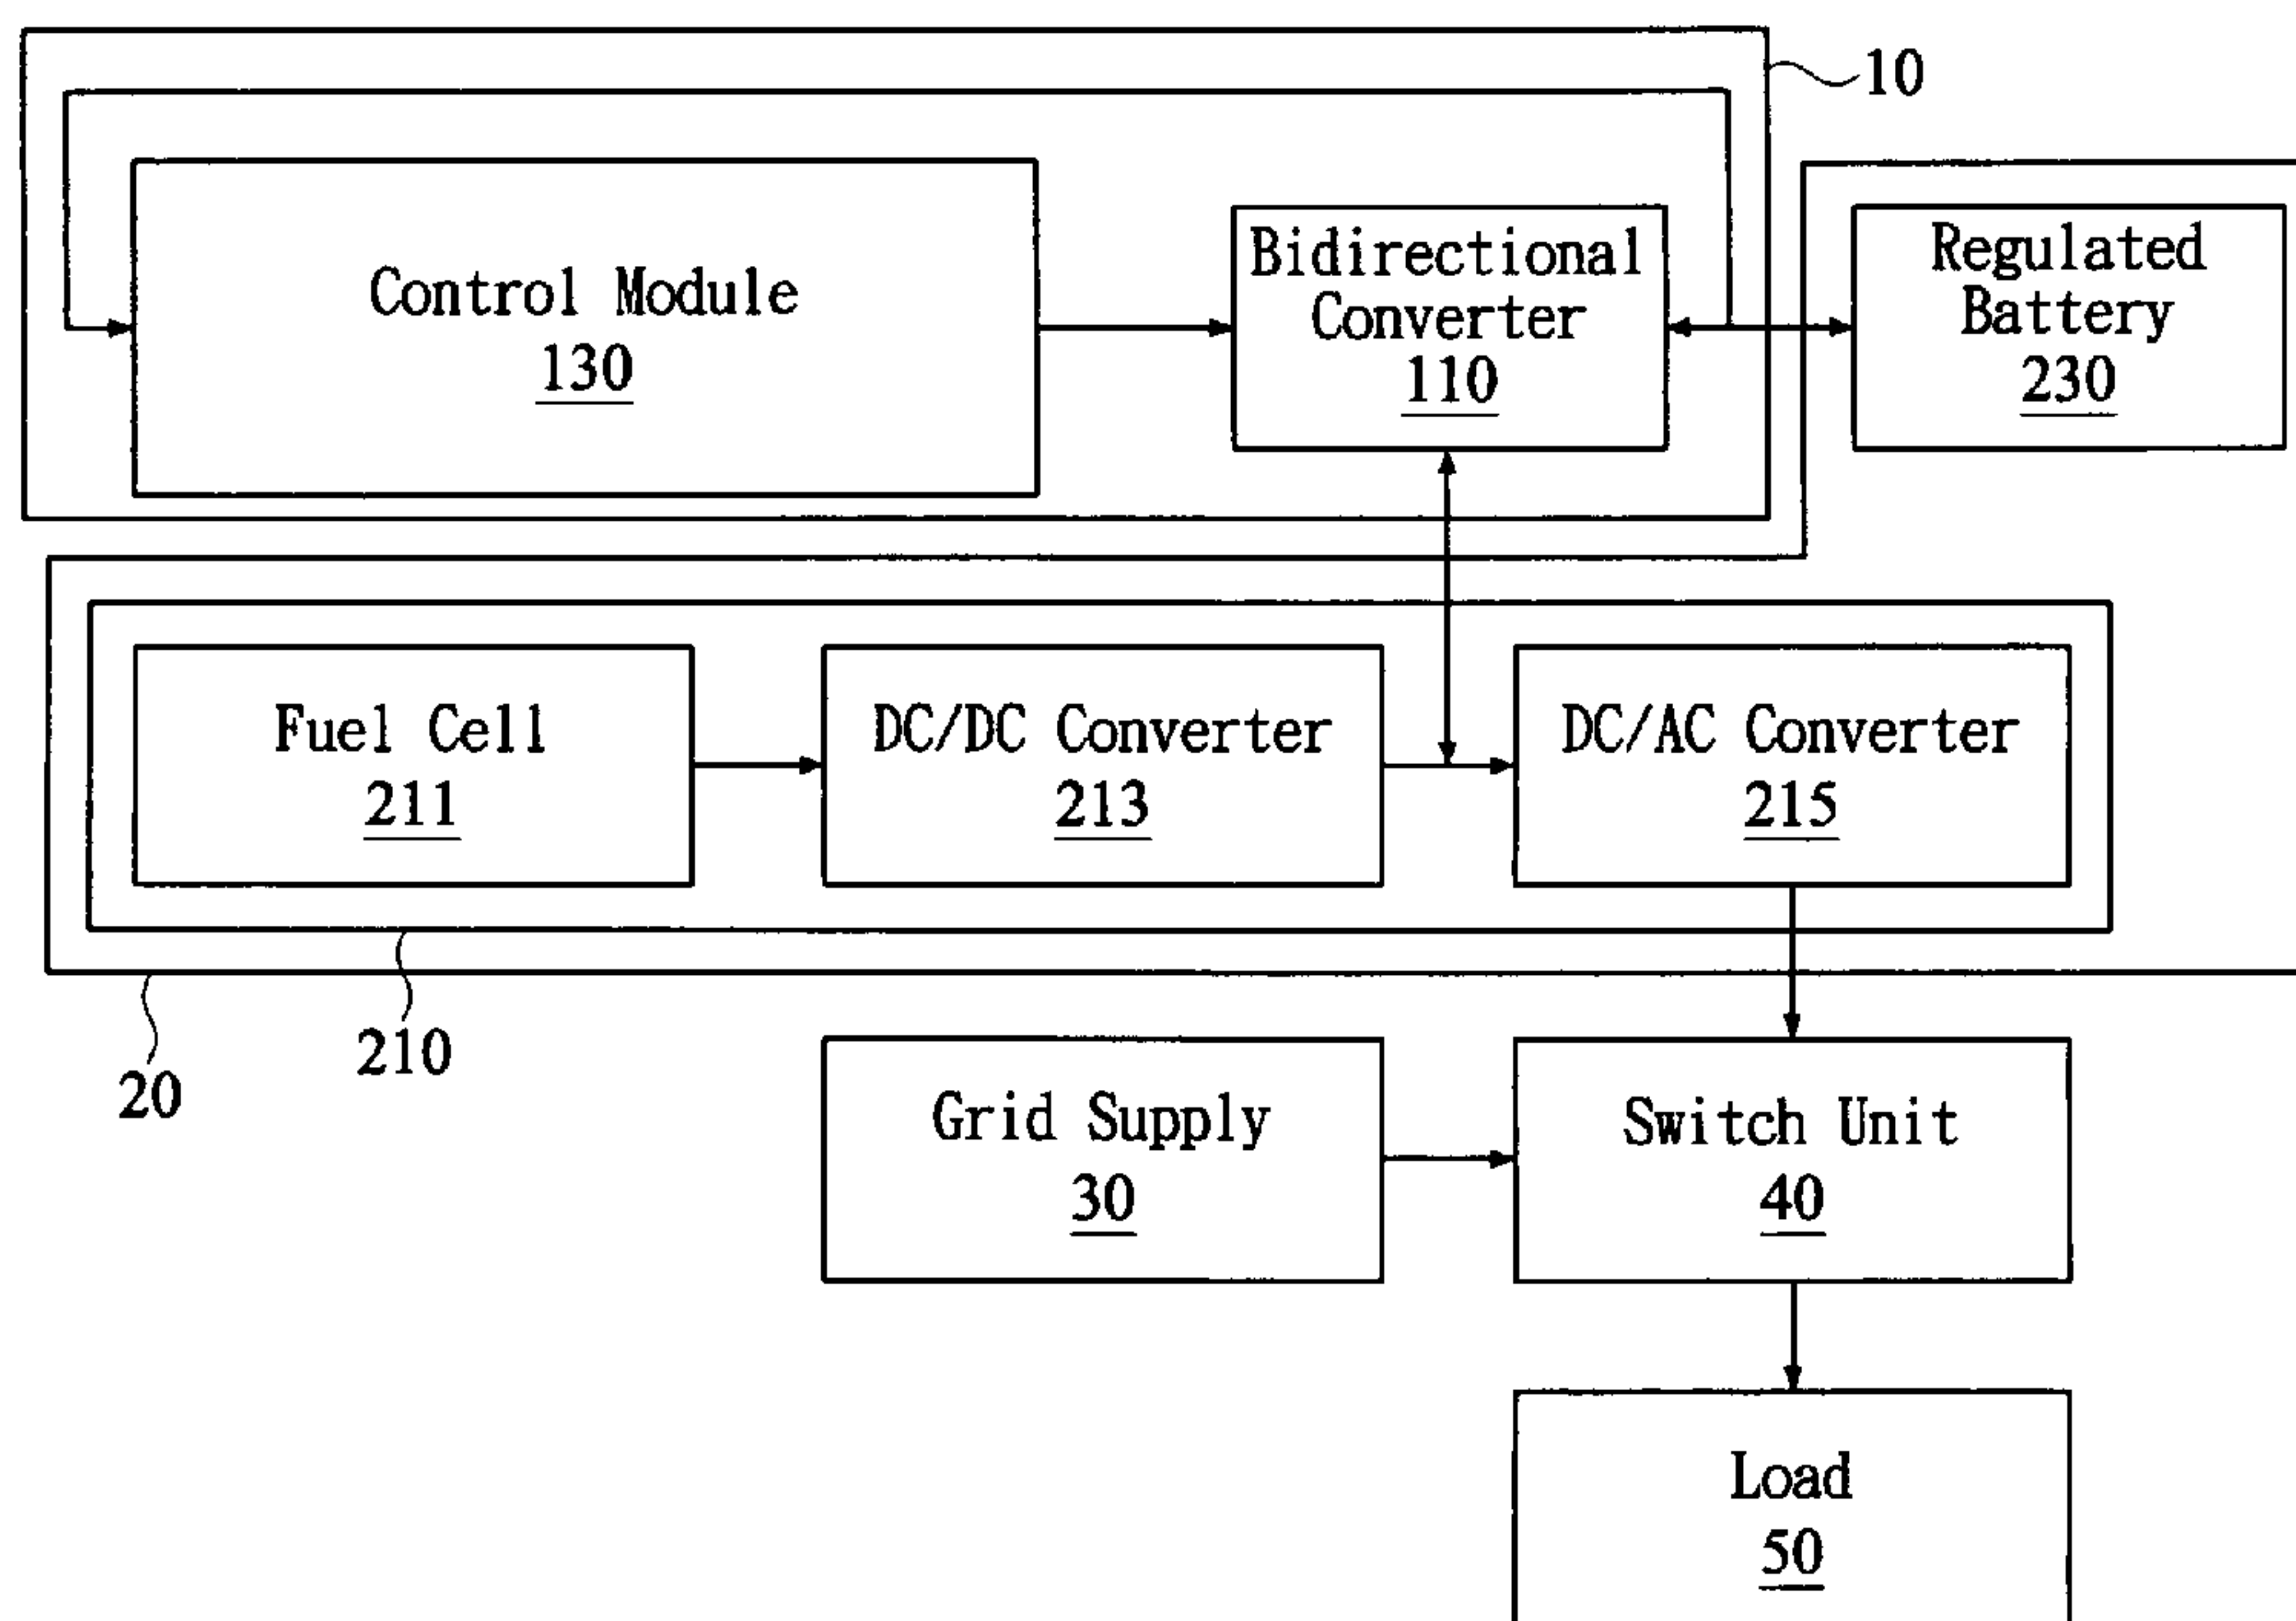 10
Control Module
130
Bidirectional
Converter
110
Regulated
Battery
230
Fuel Cell
211
DC/DC Converter
213
DC/AC Converter
215
210
20
Grid Supply
30
Switch Unit
40
Load
50